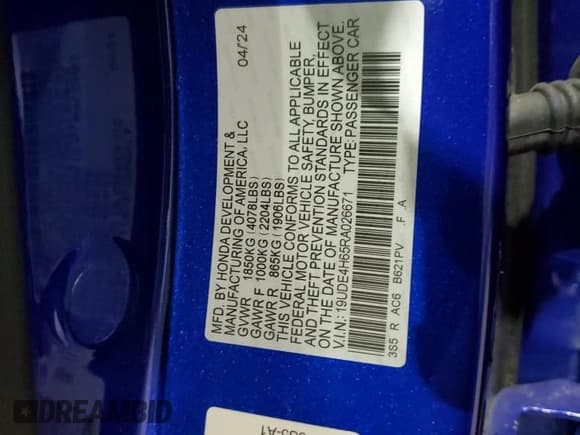 MFD. BY HONDA DEVELOPMENT &
MANUFACTURING OF AMERICA, LLC 04/24
GVWR 1850KG (4078LBS)
GAWR F 1000KG (2204LBS)
GAWR R 865KG (1906LBS)
THIS VEHICLE CONFORMS TO ALL APPLICABLE
FEDERAL MOTOR VEHICLE SAFETY, BUMPER,
AND THEFT PREVENTION STANDARDS IN EFFECT
ON THE DATE OF MANUFACTURE SHOWN ABOVE.
V.I.N.: 19UDE4H65RA026671 TYPE:PASSENGER CAR
3S5 R AC6 B621PV .F .A
DREAMBID